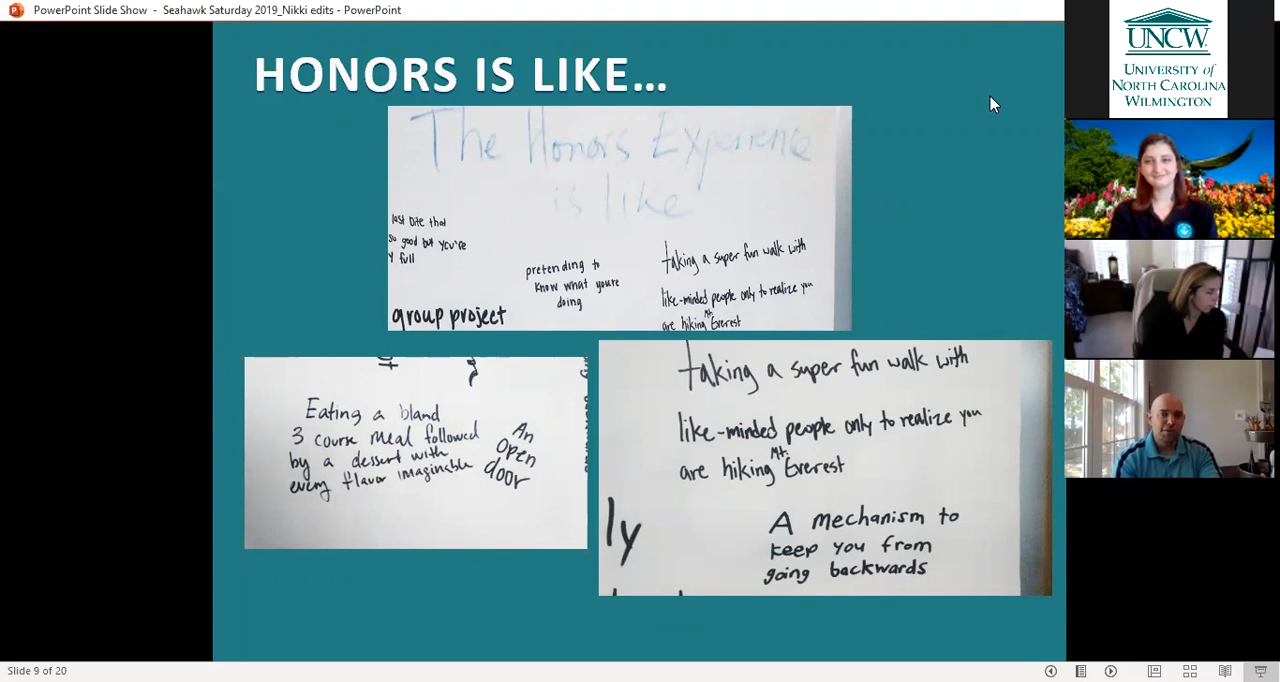 PowerPoint Slide Show - Seahawk Saturday 2019_Nikki edits - PowerPoint
UNCW
UNIVERSITY of
NORTH CAROLINA
WILMINGTON
HONORS IS LIKE...
The Honors Experience
is like
last bite that
so good but you're
y full
group project
pretending to
know what you're
doing
taking a super fun walk with
like-minded people only to realize you
are hiking Mt. Everest
Eating a bland
3 course meal followed
by a dessert with
every flavor imaginable
An
open
door
taking a super fun walk with
like-minded people only to realize you
are hiking Mt. Everest
ly
A mechanism to
keep you from
going backwards
Slide 9 of 20